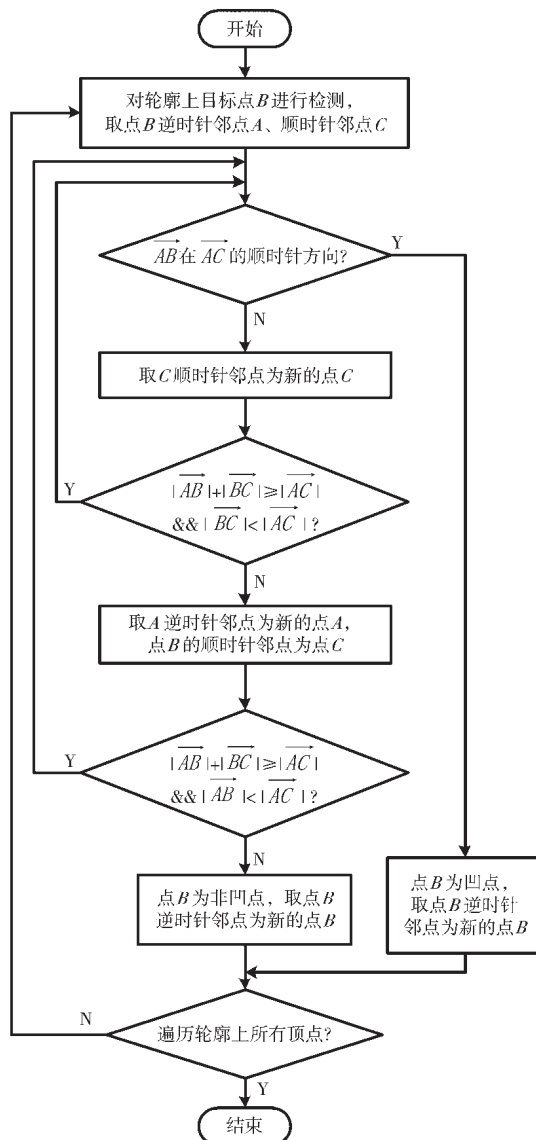 开始
对轮廓上目标点B进行检测,
取点B逆时针邻点A、顺时针邻点C
AB在AC的顺时针方向?
Y
N
取C顺时针邻点为新的点C
|AB|+|BC|≥|AC|
&&|BC|<|AC|?
Y
N
取A逆时针邻点为新的点A,
点B的顺时针邻点为点C
|AB|+|BC|≥|AC|
&&|AB|<|AC|?
Y
N
点B为非凹点,取点B
逆时针邻点为新的点B
点B为凹点,
取点B逆时针
邻点为新的点B
遍历轮廓上所有顶点?
N
Y
结束